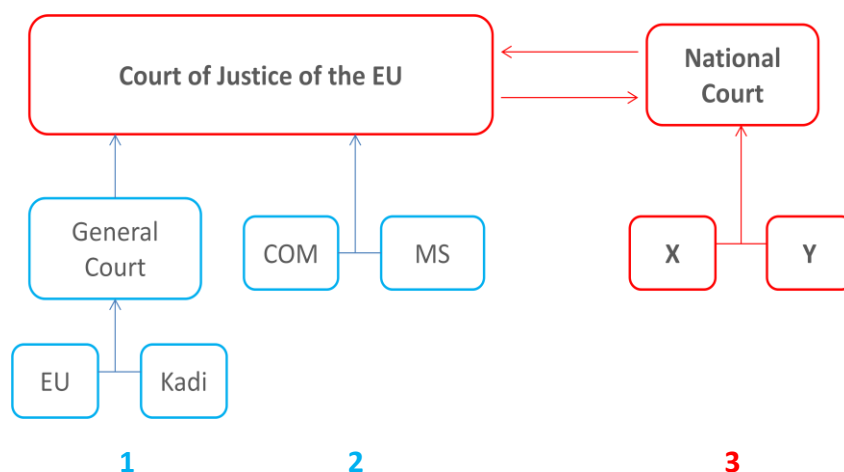 Court of Justice of the EU
National
Court
General
Court
COM
MS
X
Y
EU
Kadi
1
2
3